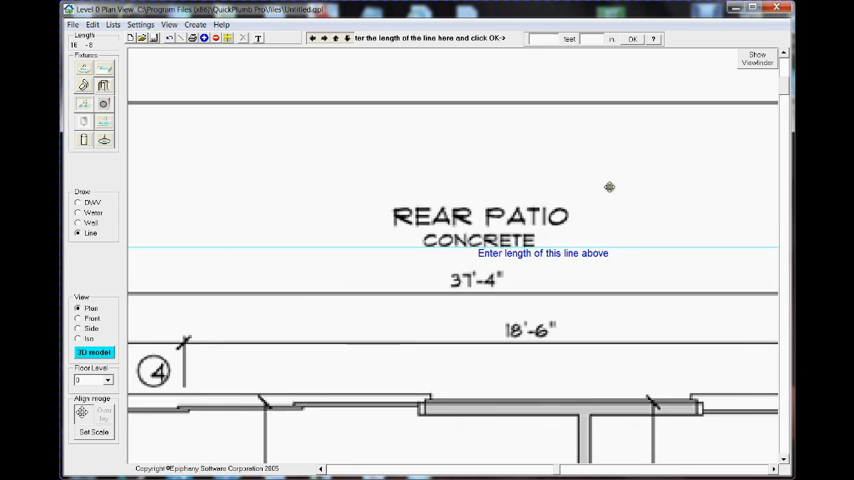 Level 0 Plan View C:\Program Files (x86)\QuickPlumb Pro\files\Untitled.qpl
File Edit Lists Settings View Create Help
Length
16 - 8
ter the length of the line here and click OK->
feet
in.
OK
?
Fixtures
T
Show
Viewfinder
REAR PATIO
CONCRETE
Enter length of this line above
37'-4"
18'-6"
4
Draw
DWV
Water
Wall
Line
View
Plan
Front
Side
Iso
3D model
Floor Level
0
Align image
Over
lay
Set Scale
Copyright ©Epiphany Software Corporation 2005